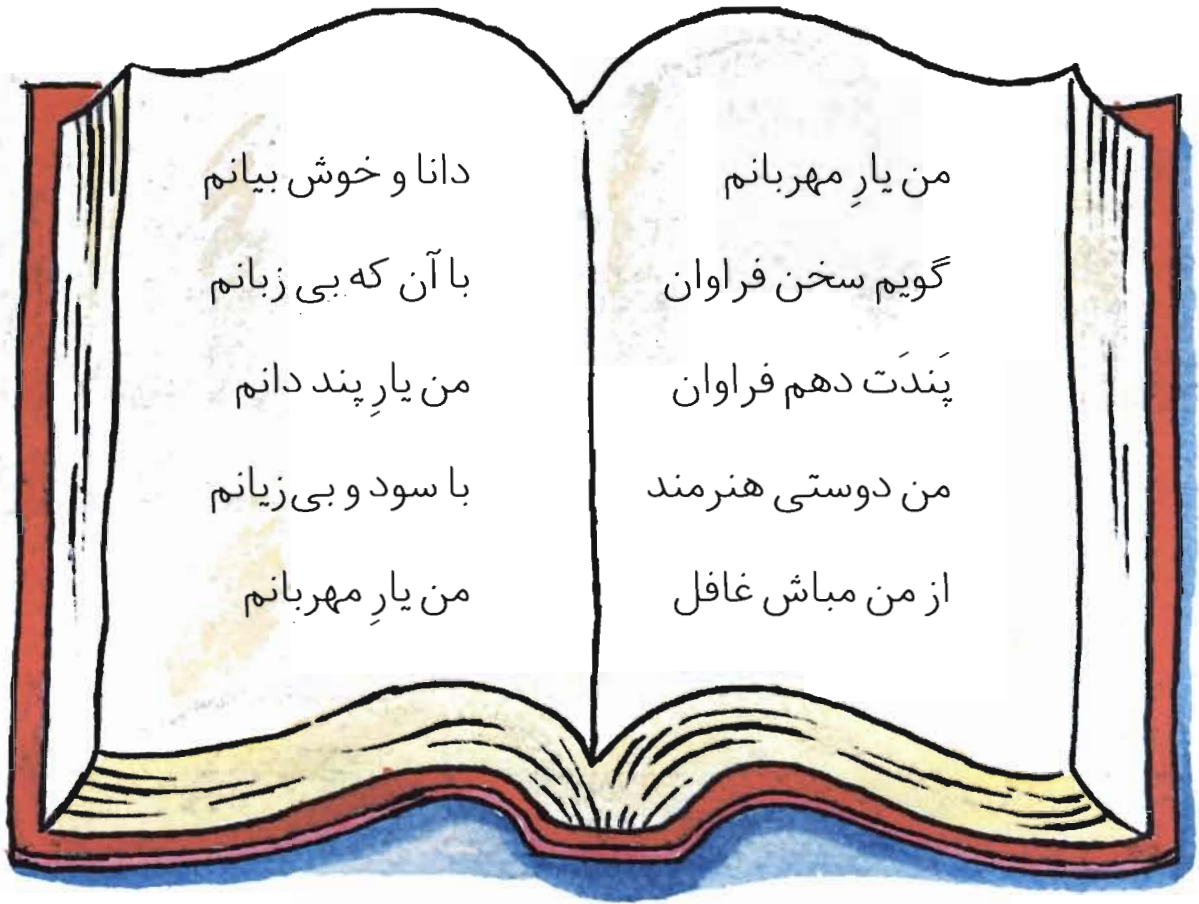 من یارِ مهربانم دانا و خوش بیانم
گویم سخن فراوان با آن که بی زبانم
پَندَت دهم فراوان من یارِ پند دانم
من دوستی هنرمند با سود و بی‌زیانم
از من مباش غافل من یارِ مهربانم